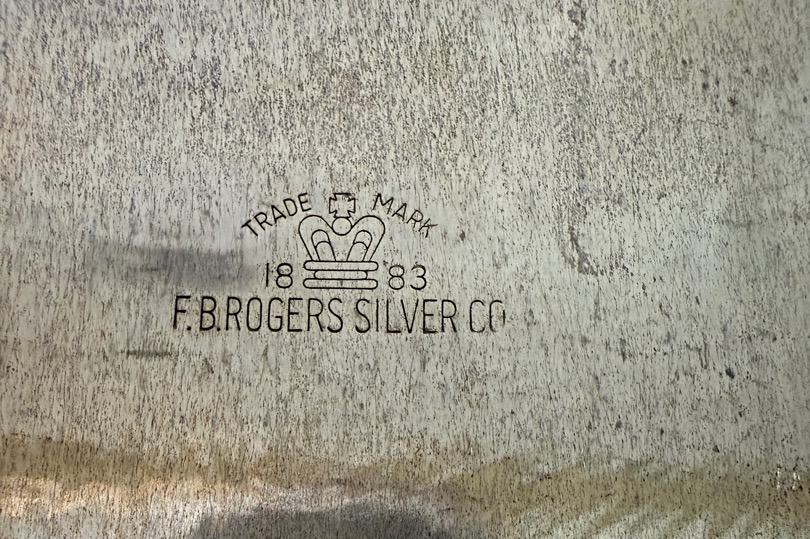 TRADE MARK
18 83
F.B.ROGERS SILVER CO